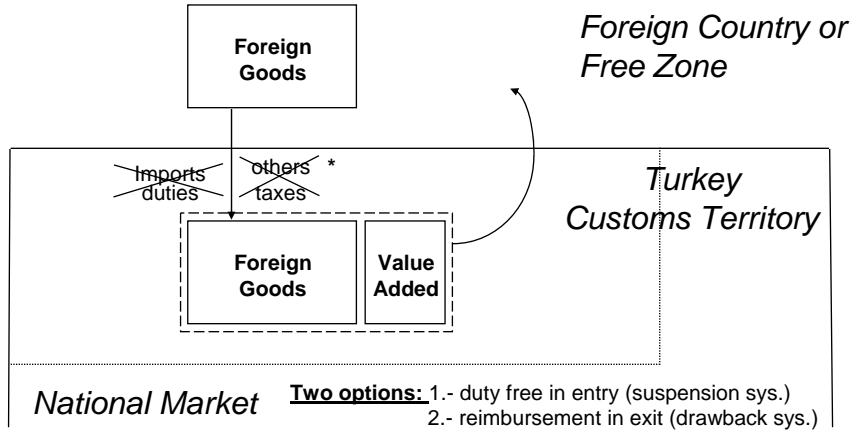 Foreign
Goods
Foreign Country or
Free Zone
Imports
duties
others *
taxes
Turkey
Customs Territory
Foreign
Goods
Value
Added
National Market
Two options: 1.- duty free in entry (suspension sys.)
2.- reimbursement in exit (drawback sys.)